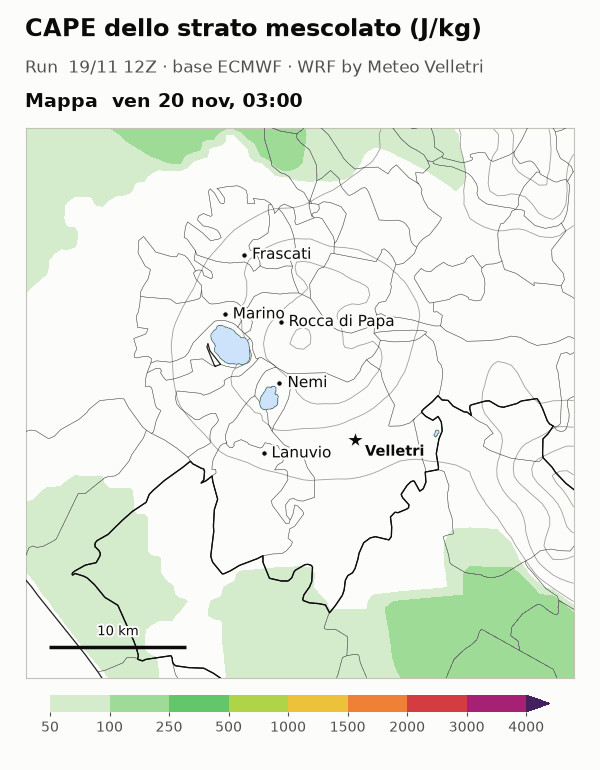 CAPE dello strato mescolato (J/kg)
Run  19/11 12Z · base ECMWF · WRF by Meteo Velletri
Mappa  ven 20 nov, 03:00
Frascati
Marino
Rocca di Papa
Nemi
Velletri
Lanuvio
10 km
50 100 250 500 1000 1500 2000 3000 4000